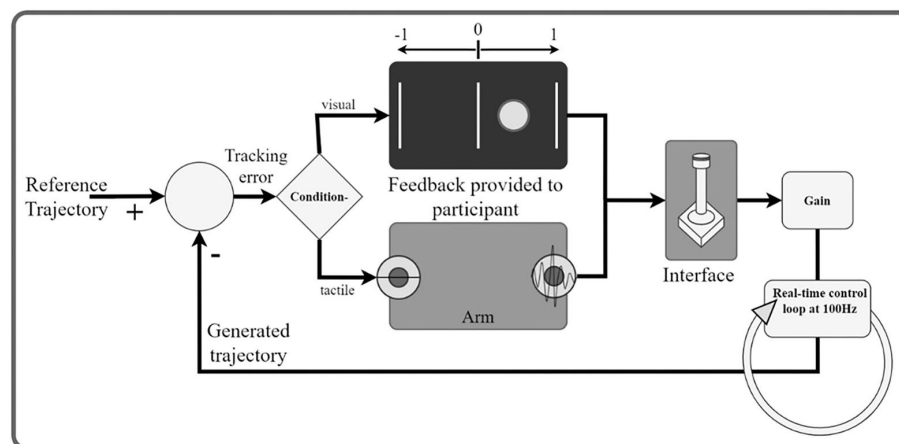 -1 0 1
visual
Tracking
error
Reference
Trajectory
+
Condition-
Feedback provided to
participant
Gain
-
Interface
tactile
Arm
Real-time control
loop at 100Hz
Generated
trajectory